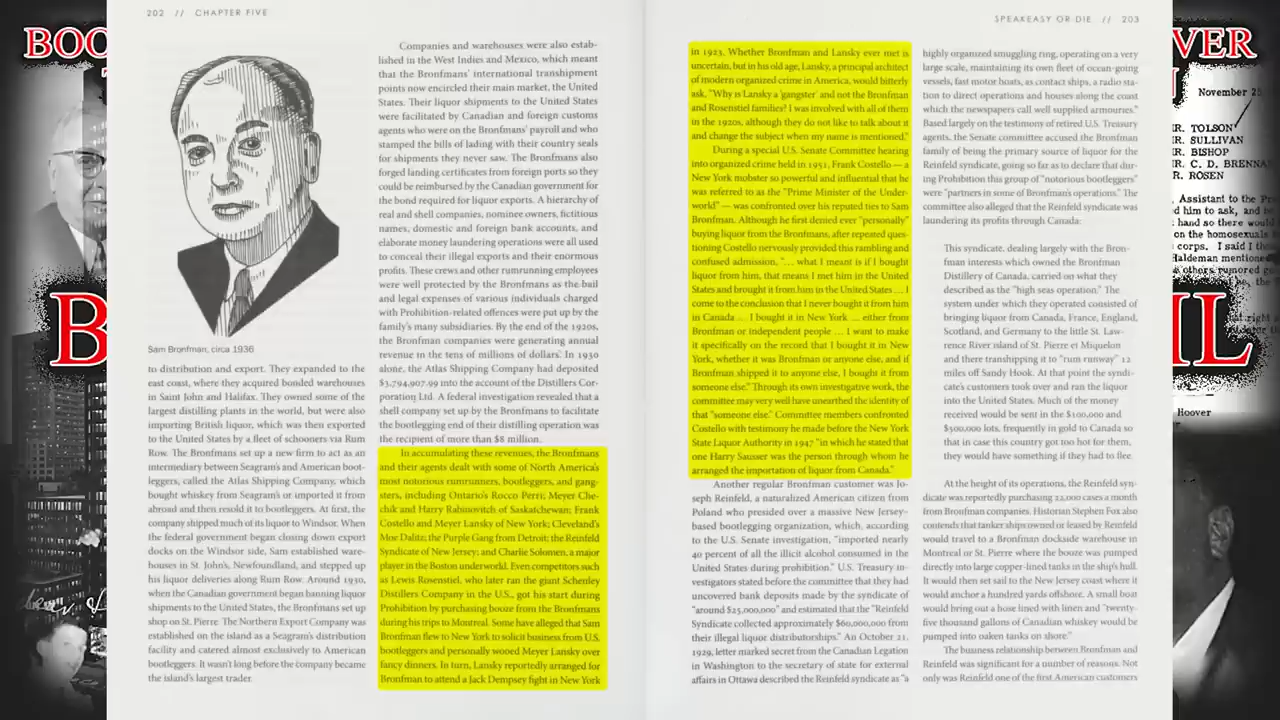 202 // CHAPTER FIVE
Sam Bronfman, circa 1936
to distribution and export. They expanded to the
east coast, where they acquired bonded warehouses
in Saint John and Halifax. They owned some of the
largest distilling plants in the world, but were also
importing British liquor, which was then exported
to the United States by a fleet of schooners via Rum
Row. The Bronfmans set up a new firm to act as an
intermediary between Seagram's and American boot-
leggers, called the Atlas Shipping Company, which
bought whiskey from Seagram's or imported it from
abroad and then resold it to bootleggers. At first, the
company shipped much of its liquor to Windsor. When
the federal government began closing down export
docks on the Windsor side, Sam established ware-
houses in St. John's, Newfoundland, and stepped up
his liquor deliveries along Rum Row. Around 1930,
when the Canadian government began banning liquor
shipments to the United States, the Bronfmans set up
shop on St. Pierre. The Northern Export Company was
established on the island as a Seagram's distribution
facility and catered almost exclusively to American
bootleggers. It wasn't long before the company became
the island's largest trader.
Companies and warehouses were also estab-
lished in the West Indies and Mexico, which meant
that the Bronfmans' international transhipment
points now encircled their main market, the United
States. Their liquor shipments to the United States
were facilitated by Canadian and foreign customs
agents who were on the Bronfmans' payroll and who
stamped the bills of lading with their country seals
for shipments they never saw. The Bronfmans also
forged landing certificates from foreign ports so they
could be reimbursed by the Canadian government for
the bond required for liquor exports. A hierarchy of
real and shell companies, nominee owners, fictitious
names, domestic and foreign bank accounts, and
elaborate money laundering operations were all used
to conceal their illegal exports and their enormous
profits. These crews and other rumrunning employees
were well protected by the Bronfmans as the bail
and legal expenses of various individuals charged
with Prohibition-related offences were put up by the
family's many subsidiaries. By the end of the 1920s,
the Bronfman companies were generating annual
revenue in the tens of millions of dollars. In 1930
alone, the Atlas Shipping Company had deposited
$3,794,907.99 into the account of the Distillers Cor-
poration Ltd. A federal investigation revealed that a
shell company set up by the Bronfmans to facilitate
the bootlegging end of their distilling operation was
the recipient of more than $8 million.
In accumulating these revenues, the Bronfmans
and their agents dealt with some of North America's
most notorious rumrunners, bootleggers, and gang-
sters, including Ontario's Rocco Perri; Meyer Che-
chik and Harry Rabinovitch of Saskatchewan; Frank
Costello and Meyer Lansky of New York; Cleveland's
Moe Dalitz; the Purple Gang from Detroit; the Reinfeld
Syndicate of New Jersey; and Charlie Solomen, a major
player in the Boston underworld. Even competitors such
as Lewis Rosenstiel, who later ran the giant Schenley
Distillers Company in the U.S., got his start during
Prohibition by purchasing booze from the Bronfmans
during his trips to Montreal. Some have alleged that Sam
Bronfman flew to New York to solicit business from U.S.
bootleggers and personally wooed Meyer Lansky over
fancy dinners. In turn, Lansky reportedly arranged for
Bronfman to attend a Jack Dempsey fight in New York
SPEAKEASY OR DIE // 203
in 1923. Whether Bronfman and Lansky ever met is
uncertain, but in his old age, Lansky, a principal architect
of modern organized crime in America, would bitterly
ask, "Why is Lansky a 'gangster' and not the Bronfman
and Rosenstiel families? I was involved with all of them
in the 1920s, although they do not like to talk about it
and change the subject when my name is mentioned."
During a special U.S. Senate Committee hearing
into organized crime held in 1951, Frank Costello — a
New York mobster so powerful and influential that he
was referred to as the "Prime Minister of the Under-
world" — was confronted over his reputed ties to Sam
Bronfman. Although he first denied ever "personally"
buying liquor from the Bronfmans, after repeated ques-
tioning Costello nervously provided this rambling and
confused admission, "... what I meant is if I bought
liquor from him, that means I met him in the United
States and brought it from him in the United States ... I
come to the conclusion that I never bought it from him
in Canada ... I bought it in New York ... either from
Bronfman or independent people ... I want to make
it specifically on the record that I bought it in New
York, whether it was Bronfman or anyone else, and if
Bronfman shipped it to anyone else, I bought it from
someone else." Through its own investigative work, the
committee may very well have unearthed the identity of
that "someone else." Committee members confronted
Costello with testimony he made before the New York
State Liquor Authority in 1947 "in which he stated that
one Harry Sausser was the person through whom he
arranged the importation of liquor from Canada."
Another regular Bronfman customer was Jo-
seph Reinfeld, a naturalized American citizen from
Poland who presided over a massive New Jersey-
based bootlegging organization, which, according
to the U.S. Senate investigation, "imported nearly
40 percent of all the illicit alcohol consumed in the
United States during prohibition." U.S. Treasury in-
vestigators stated before the committee that they had
uncovered bank deposits made by the syndicate of
"around $25,000,000" and estimated that the "Reinfeld
Syndicate collected approximately $60,000,000 from
their illegal liquor distributorships." An October 21,
1929, letter marked secret from the Canadian Legation
in Washington to the secretary of state for external
affairs in Ottawa described the Reinfeld syndicate as "a
highly organized smuggling ring, operating on a very
large scale, maintaining its own fleet of ocean-going
vessels, fast motor boats, as contact ships, a radio sta-
tion to direct operations and houses along the coast
which the newspapers call well supplied armouries."
Based largely on the testimony of retired U.S. Treasury
agents, the Senate committee accused the Bronfman
family of being the primary source of liquor for the
Reinfeld syndicate, going so far as to declare that dur-
ing Prohibition this group of "notorious bootleggers"
were "partners in some of Bronfman's operations." The
committee also alleged that the Reinfeld syndicate was
laundering its profits through Canada:
This syndicate, dealing largely with the Bron-
fman interests which owned the Bronfman
Distillery of Canada, carried on what they
described as the "high seas operation." The
system under which they operated consisted of
bringing liquor from Canada, France, England,
Scotland, and Germany to the little St. Law-
rence River island of St. Pierre et Miquelon
and there transhipping it to "rum runway" 12
miles off Sandy Hook. At that point the syndi-
cate's customers took over and ran the liquor
into the United States. Much of the money
received would be sent in the $100,000 and
$500,000 lots, frequently in gold to Canada so
that in case this country got too hot for them,
they would have something if they had to flee.
At the height of its operations, the Reinfeld syn-
dicate was reportedly purchasing 22,000 cases a month
from Bronfman companies. Historian Stephen Fox also
contends that tanker ships owned or leased by Reinfeld
would travel to a Bronfman dockside warehouse in
Montreal or St. Pierre where the booze was pumped
directly into large copper-lined tanks in the ship's hull.
It would then set sail to the New Jersey coast where it
would anchor a hundred yards offshore. A small boat
would bring out a hose lined with linen and "twenty-
five thousand gallons of Canadian whiskey would be
pumped into oaken tanks on shore."
The business relationship between Bronfman and
Reinfeld was significant for a number of reasons. Not
only was Reinfeld one of the first American customers
BOO
B
VER
N
IL
November 2
R. TOLSON
R. SULLIVAN
R. BISHOP
R. C. D. BRENNA
R. ROSEN
Assistant to the Pr
d him to ask, and
hand so there would
on the homosexuals
corps. I said I the
Haldeman mentioned
others rumored
Hoover